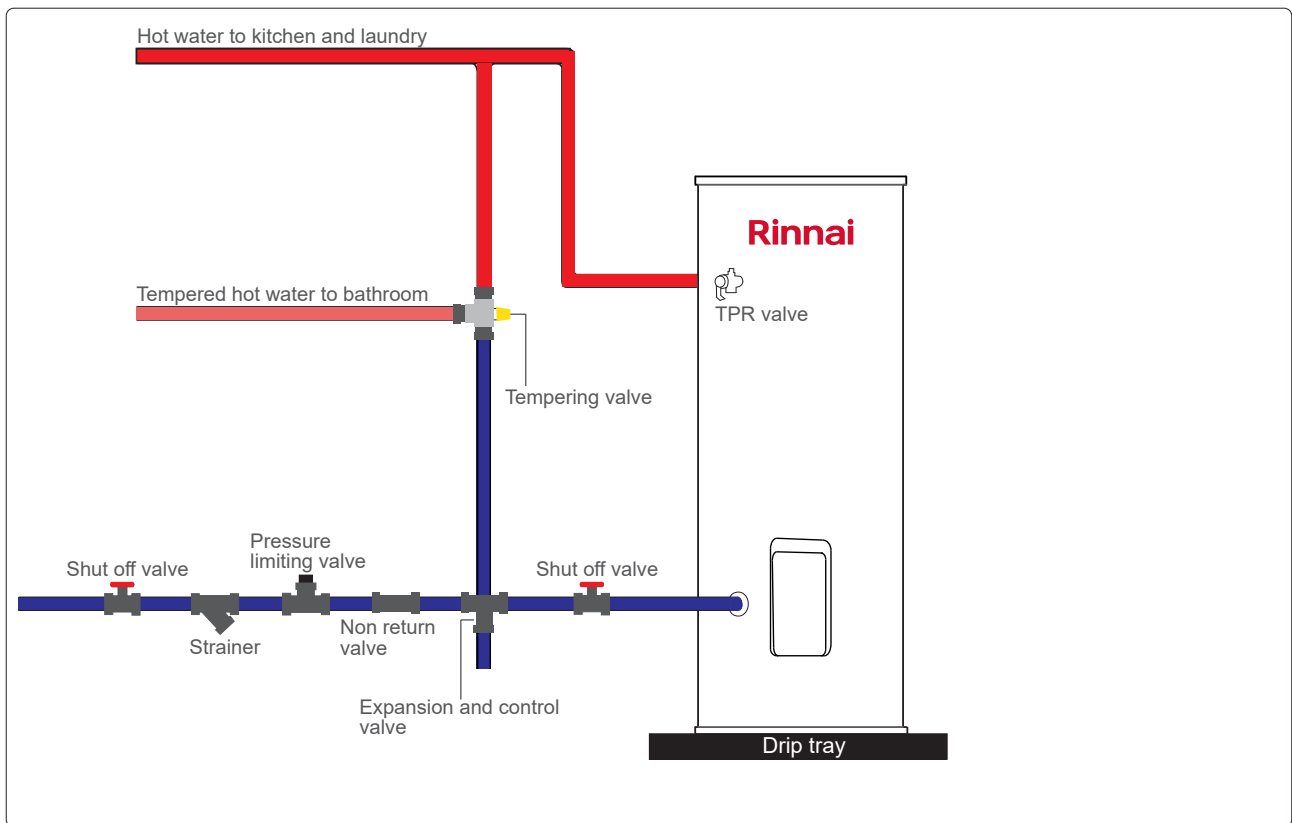 Hot water to kitchen and laundry
Rinnai
Tempered hot water to bathroom
TPR valve
Tempering valve
Pressure
limiting valve
Shut off valve
Shut off valve
Strainer
Non return
valve
Expansion and control
valve
Drip tray